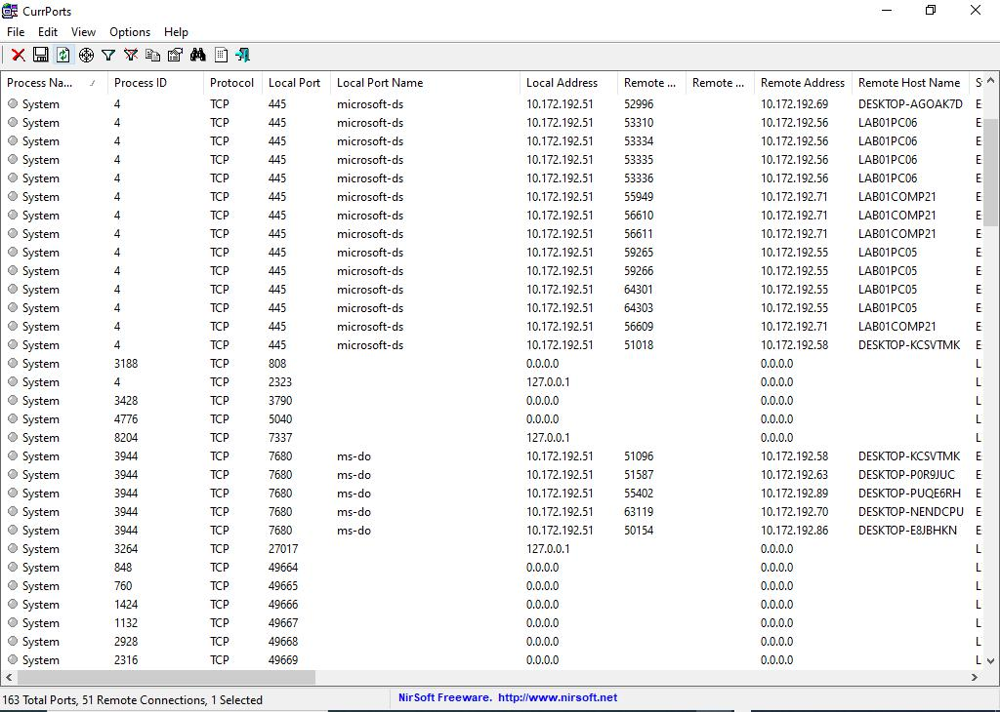 CurrPorts
File Edit View Options Help
Process Na... Process ID Protocol Local Port Local Port Name Local Address Remote ... Remote ... Remote Address Remote Host Name S
System 4 TCP 445 microsoft-ds 10.172.192.51 52996 10.172.192.69 DESKTOP-AGOAK7D E
System 4 TCP 445 microsoft-ds 10.172.192.51 53310 10.172.192.56 LAB01PC06 E
System 4 TCP 445 microsoft-ds 10.172.192.51 53334 10.172.192.56 LAB01PC06 E
System 4 TCP 445 microsoft-ds 10.172.192.51 53335 10.172.192.56 LAB01PC06 E
System 4 TCP 445 microsoft-ds 10.172.192.51 53336 10.172.192.56 LAB01PC06 E
System 4 TCP 445 microsoft-ds 10.172.192.51 55949 10.172.192.71 LAB01COMP21 E
System 4 TCP 445 microsoft-ds 10.172.192.51 56610 10.172.192.71 LAB01COMP21 E
System 4 TCP 445 microsoft-ds 10.172.192.51 56611 10.172.192.71 LAB01COMP21 E
System 4 TCP 445 microsoft-ds 10.172.192.51 59265 10.172.192.55 LAB01PC05 E
System 4 TCP 445 microsoft-ds 10.172.192.51 59266 10.172.192.55 LAB01PC05 E
System 4 TCP 445 microsoft-ds 10.172.192.51 64301 10.172.192.55 LAB01PC05 E
System 4 TCP 445 microsoft-ds 10.172.192.51 64303 10.172.192.55 LAB01PC05 E
System 4 TCP 445 microsoft-ds 10.172.192.51 56609 10.172.192.71 LAB01COMP21 E
System 4 TCP 445 microsoft-ds 10.172.192.51 51018 10.172.192.58 DESKTOP-KCSVTMK E
System 3188 TCP 808 0.0.0.0 0.0.0.0 L
System 4 TCP 2323 127.0.0.1 0.0.0.0 L
System 3428 TCP 3790 0.0.0.0 0.0.0.0 L
System 4776 TCP 5040 0.0.0.0 0.0.0.0 L
System 8204 TCP 7337 127.0.0.1 0.0.0.0 L
System 3944 TCP 7680 ms-do 10.172.192.51 51096 10.172.192.58 DESKTOP-KCSVTMK E
System 3944 TCP 7680 ms-do 10.172.192.51 51587 10.172.192.63 DESKTOP-P0R9JUC E
System 3944 TCP 7680 ms-do 10.172.192.51 55402 10.172.192.89 DESKTOP-PUQE6RH E
System 3944 TCP 7680 ms-do 10.172.192.51 63119 10.172.192.70 DESKTOP-NENDCPU E
System 3944 TCP 7680 ms-do 10.172.192.51 50154 10.172.192.86 DESKTOP-E8JBHKN E
System 3264 TCP 27017 127.0.0.1 0.0.0.0 L
System 848 TCP 49664 0.0.0.0 0.0.0.0 L
System 760 TCP 49665 0.0.0.0 0.0.0.0 L
System 1424 TCP 49666 0.0.0.0 0.0.0.0 L
System 1132 TCP 49667 0.0.0.0 0.0.0.0 L
System 2928 TCP 49668 0.0.0.0 0.0.0.0 L
System 2316 TCP 49669 0.0.0.0 0.0.0.0 L
163 Total Ports, 51 Remote Connections, 1 Selected NirSoft Freeware. http://www.nirsoft.net